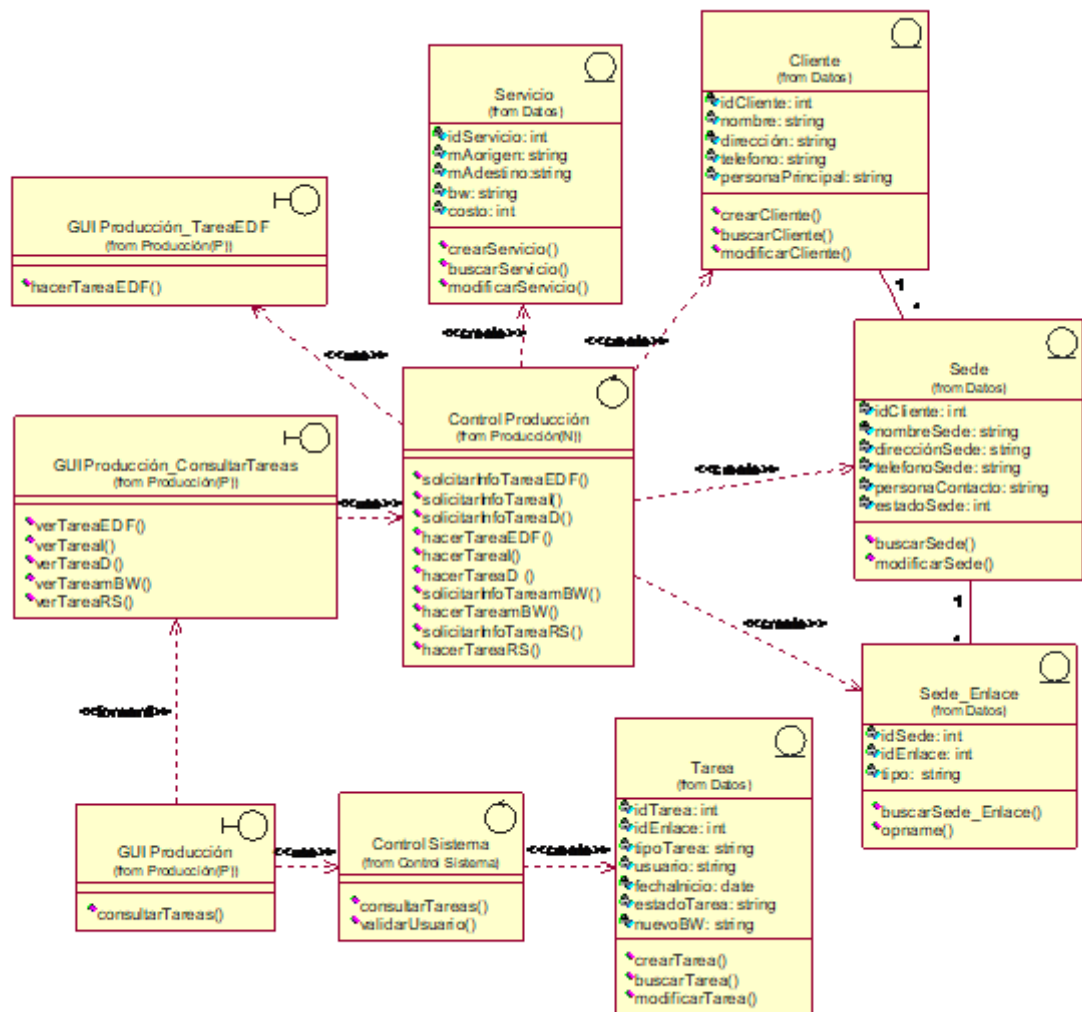 Servicio
(from Datos)
idServicio: int
mAorigen: string
mAdestino:string
bw: string
costo: int
crearServicio()
buscarServicio()
modificarServicio()
Cliente
(from Datos)
idCliente: int
nombre: string
dirección: string
telefono: string
personaPrincipal: string
crearCliente()
buscarCliente()
modificarCliente()
GUI Producción_TareaEDF
(from Producción(P))
hacerTareaEDF()
1
*
Sede
(from Datos)
idCliente: int
nombreSede: string
direcciónSede: string
telefonoSede: string
personaContacto: string
estadoSede: int
buscarSede()
modificarSede()
Control Producción
(from Producción(N))
solicitarInfoTareaEDF()
solicitarInfoTareaI()
solicitarInfoTareaD()
hacerTareaEDF()
hacerTareaI()
hacerTareaD ()
solicitarInfoTareamBW()
hacerTareamBW()
solicitarInfoTareaRS()
hacerTareaRS()
GUIProducción_ConsultarTareas
(from Producción(P))
verTareaEDF()
verTareaI()
verTareaD()
verTareamBW()
verTareaRS()
1
*
Sede_Enlace
(from Datos)
idSede: int
idEnlace: int
tipo: string
buscarSede_Enlace()
opname()
Tarea
(from Datos)
idTarea: int
idEnlace: int
tipoTarea: string
usuario: string
fechaInicio: date
estadoTarea: string
nuevoBW: string
crearTarea()
buscarTarea()
modificarTarea()
GUI Producción
(from Producción(P))
consultarTareas()
Control Sistema
(from Control Sistema)
consultarTareas()
validarUsuario()